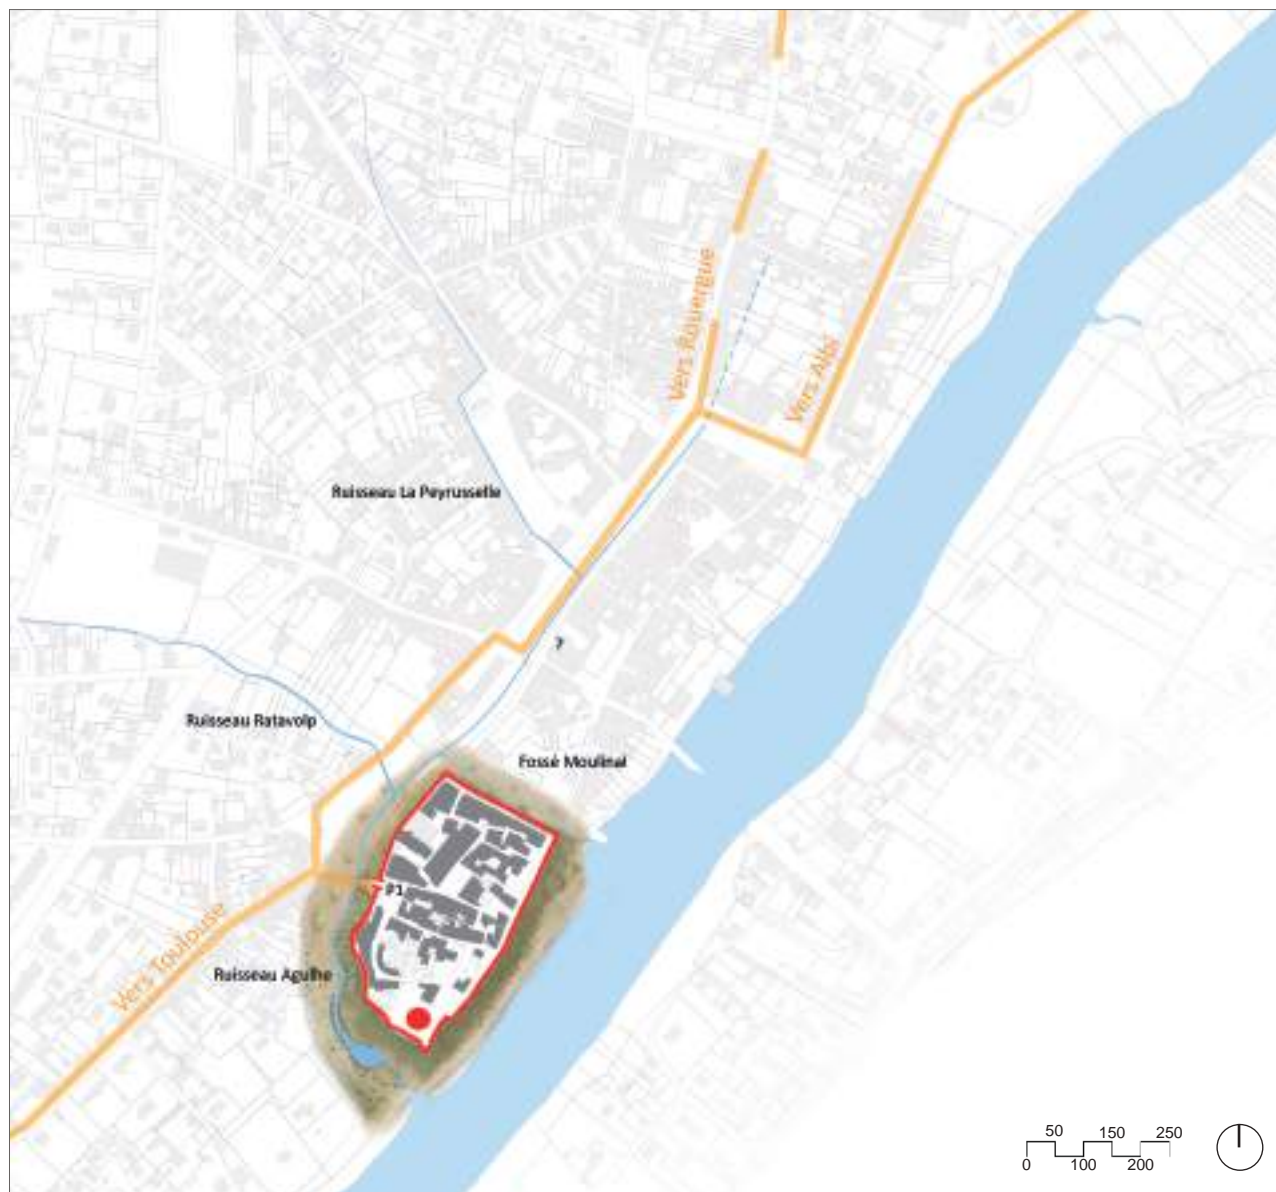 Vers Rouergue
Vers Albi
Ruisseau La Peyrusselle
?
Ruisseau Ratavolp
Fossé Moulinal
P1
Vers Toulouse
Ruisseau Agulhe
50 150 250
0 100 200